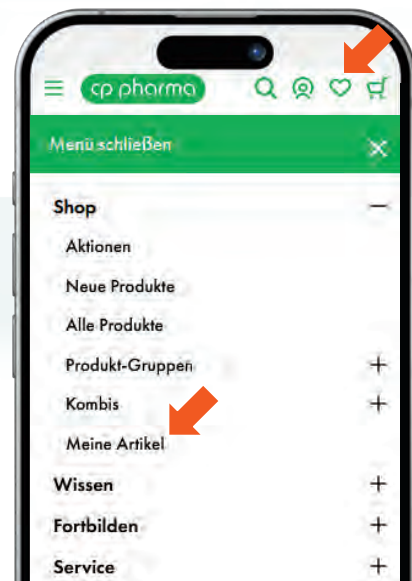 cp pharma
Menü schließen
Shop
Aktionen
Neue Produkte
Alle Produkte
Produkt-Gruppen
Kombis
Meine Artikel
Wissen
Fortbilden
Service